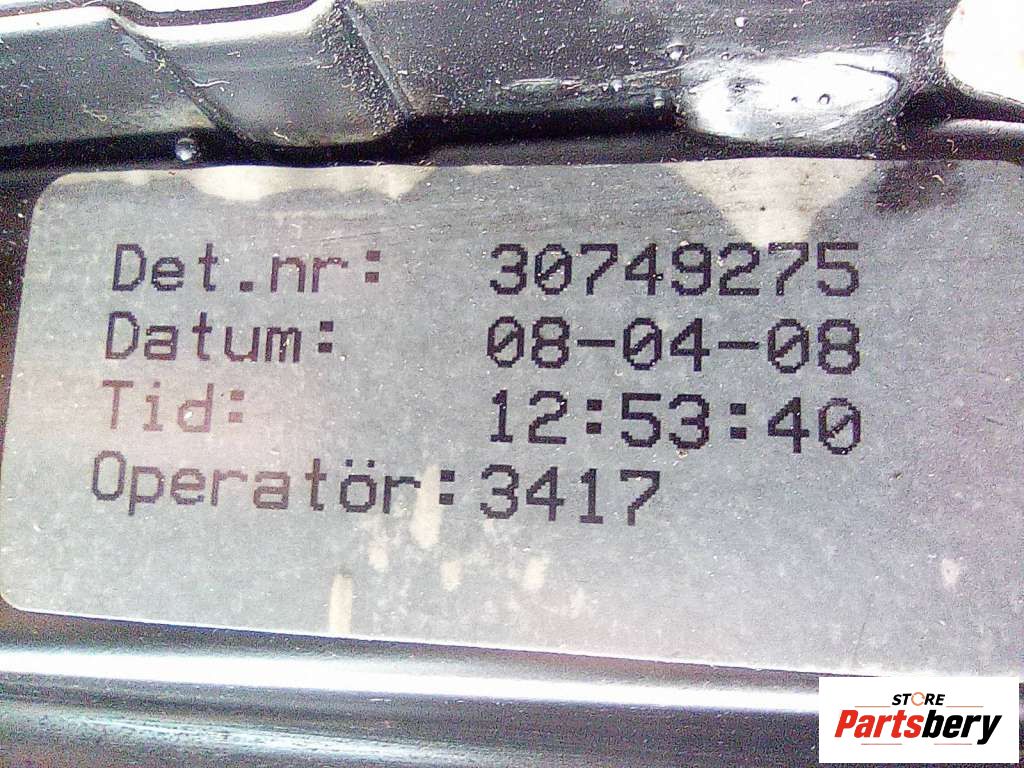 Det.nr: 30749275
Datum: 08-04-08
Tid: 12:53:40
Operatör: 3417
STORE
Partsbery